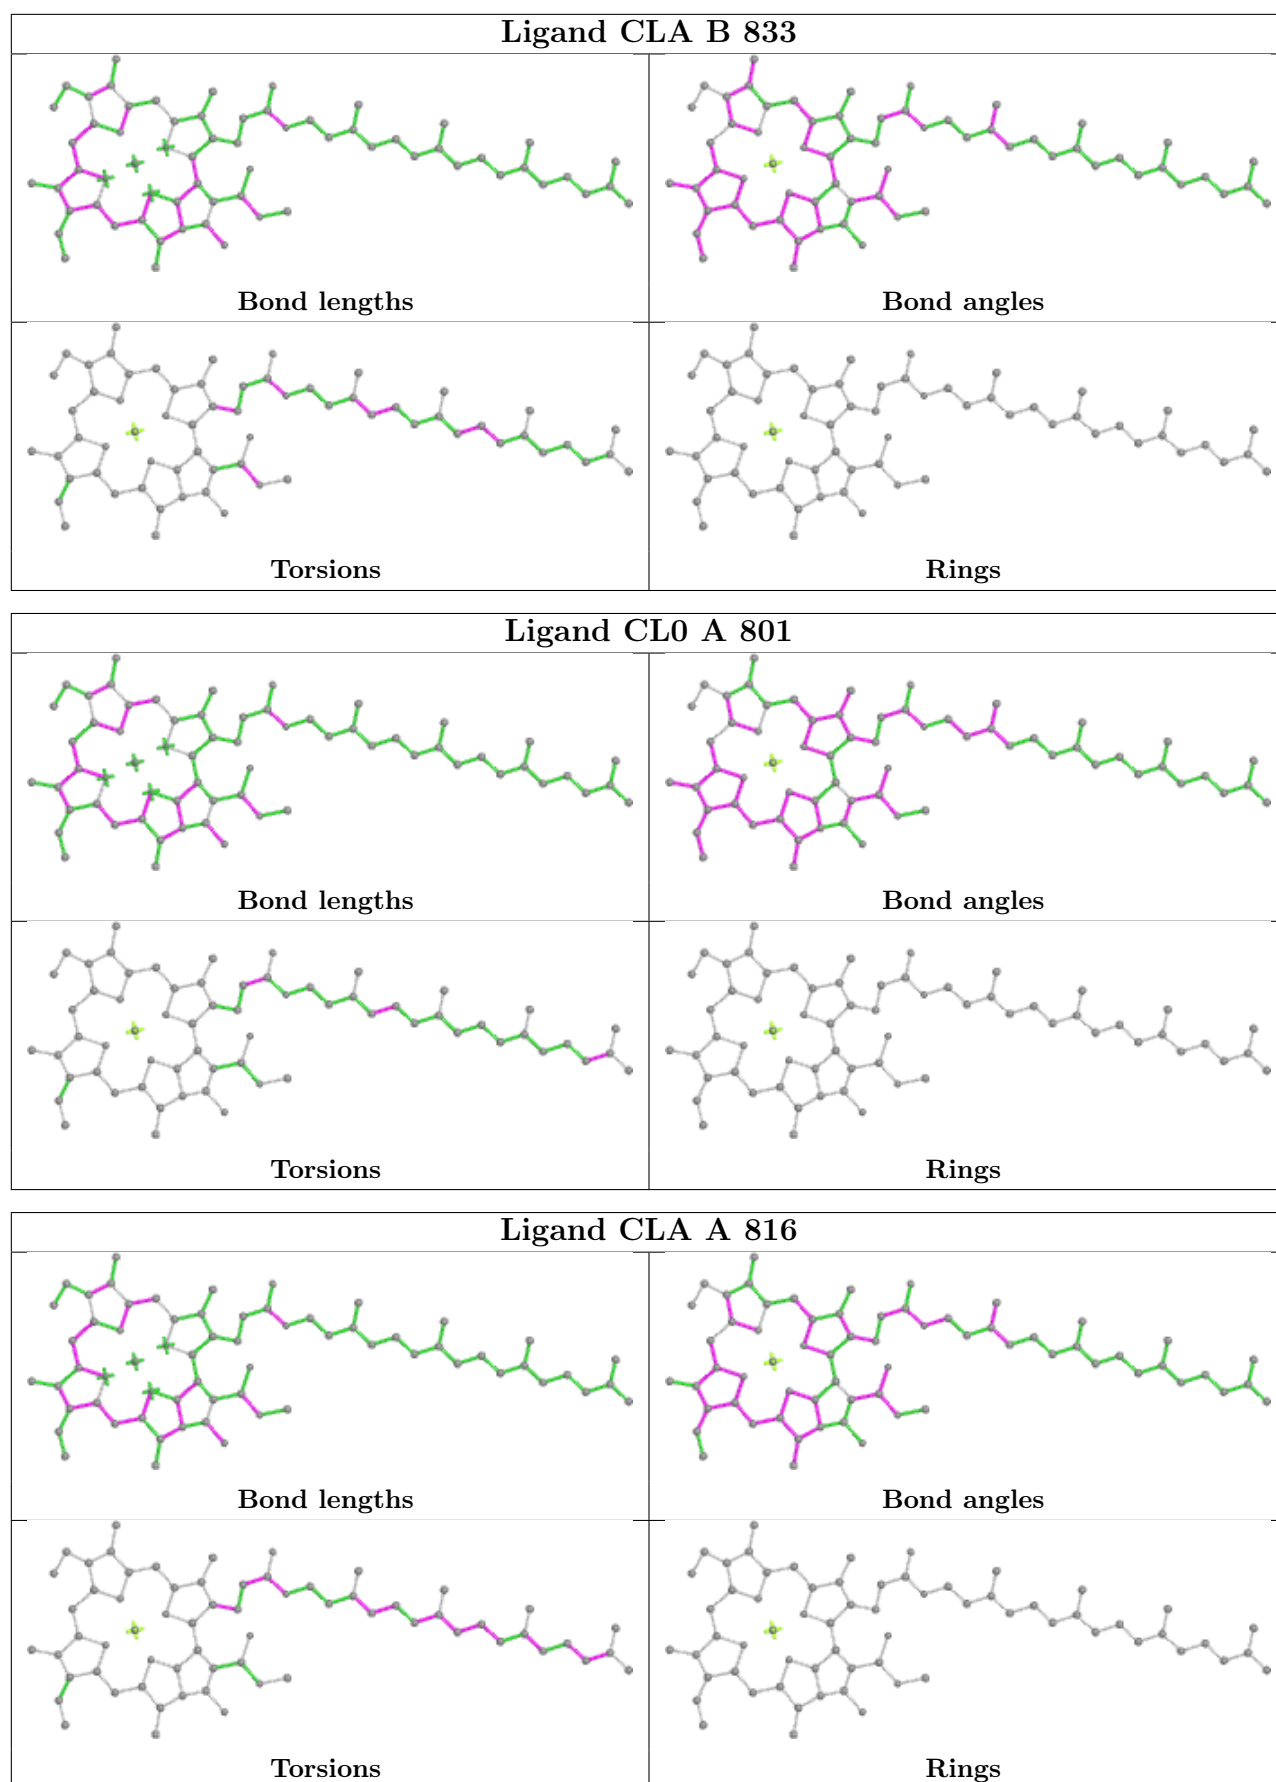 Ligand CLA B 833
Bond lengths
Bond angles
Torsions
Rings
Ligand CL0 A 801
Bond lengths
Bond angles
Torsions
Rings
Ligand CLA A 816
Bond lengths
Bond angles
Torsions
Rings